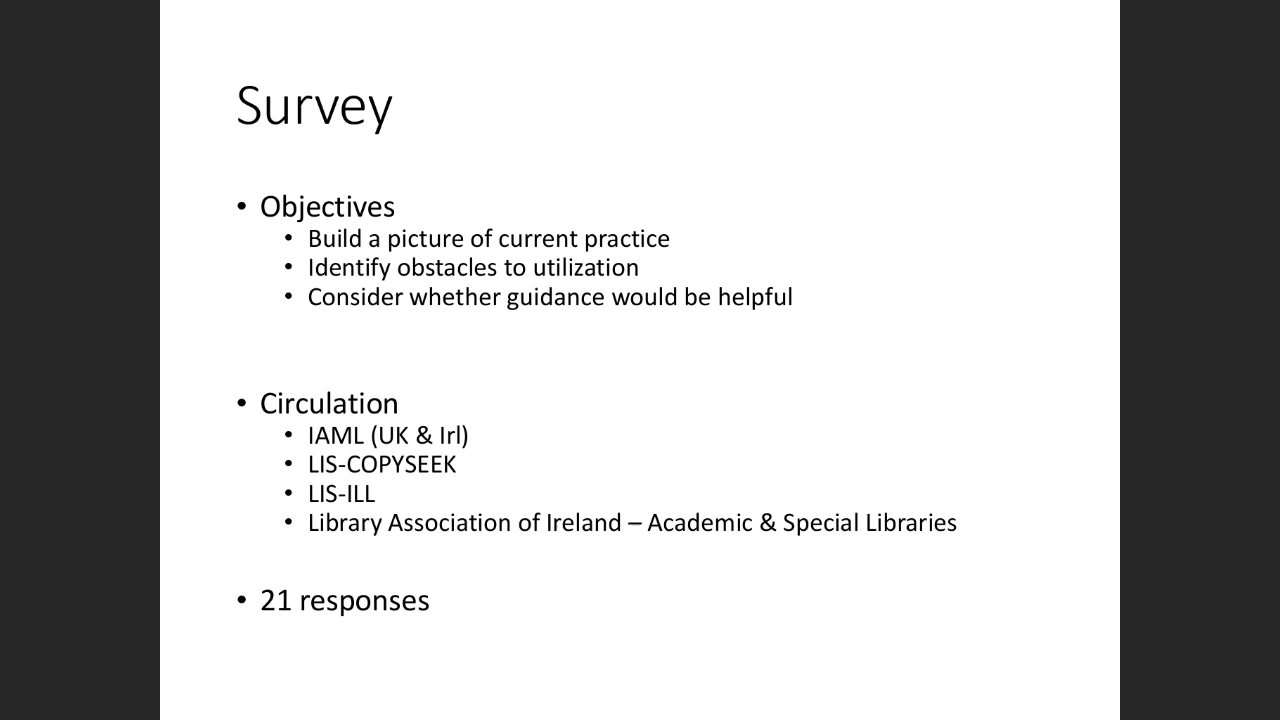 Survey
• Objectives
• Build a picture of current practice
• Identify obstacles to utilization
• Consider whether guidance would be helpful
• Circulation
• IAML (UK & Irl)
• LIS-COPYSEEK
• LIS-ILL
• Library Association of Ireland – Academic & Special Libraries
• 21 responses